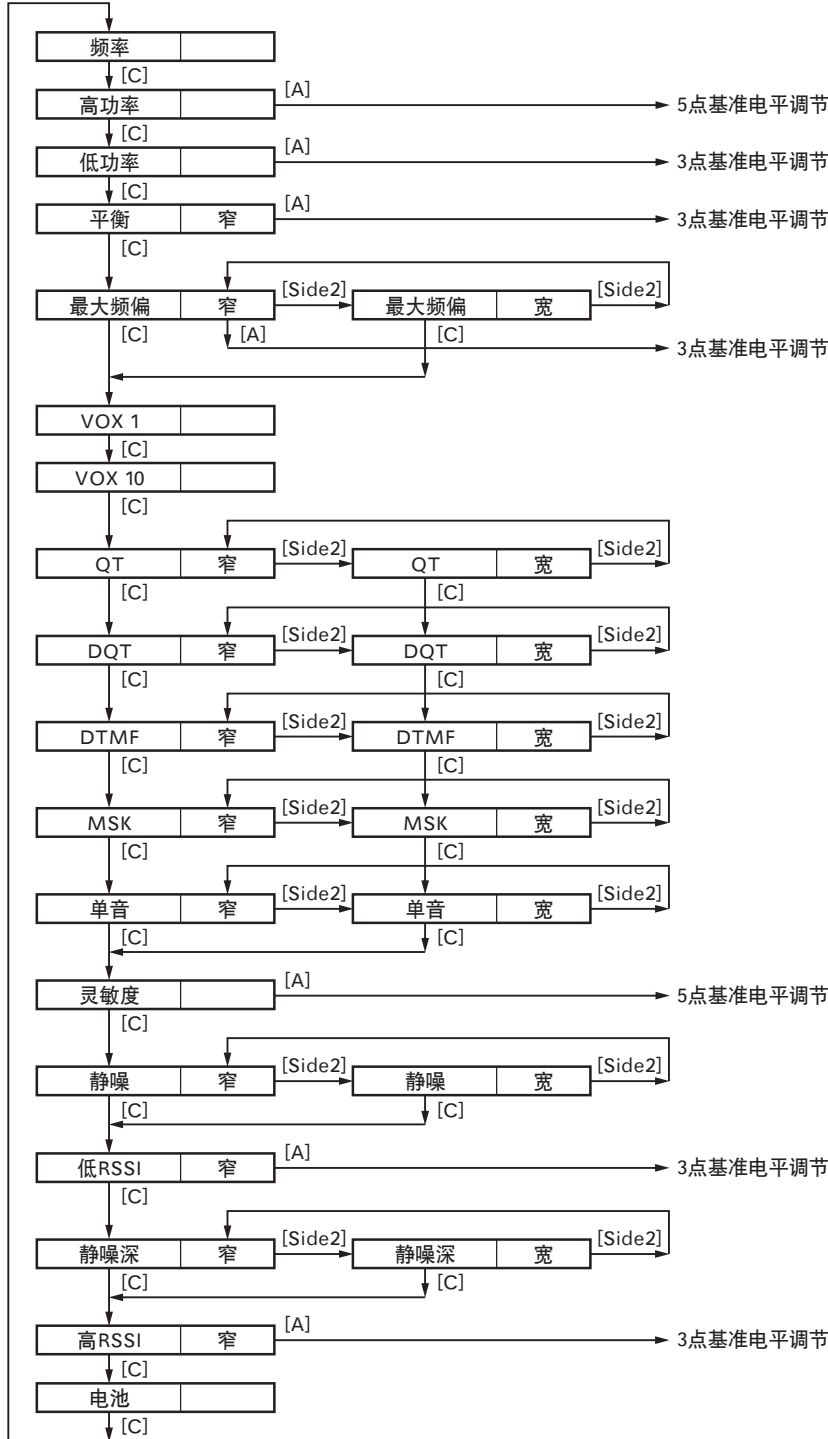 频率
[C]
高功率 [A] 5点基准电平调节
[C]
低功率 [A] 3点基准电平调节
[C]
平衡 窄 [A] 3点基准电平调节
[C]
最大频偏 窄 [Side2] 最大频偏 宽 [Side2]
[C] [A] [C] 3点基准电平调节
VOX 1
[C]
VOX 10
[C]
QT 窄 [Side2] QT 宽 [Side2]
[C] [C]
DQT 窄 [Side2] DQT 宽 [Side2]
[C] [C]
DTMF 窄 [Side2] DTMF 宽 [Side2]
[C] [C]
MSK 窄 [Side2] MSK 宽 [Side2]
[C] [C]
单音 窄 [Side2] 单音 宽 [Side2]
[C] [C]
灵敏度 [A] 5点基准电平调节
[C]
静噪 窄 [Side2] 静噪 宽 [Side2]
[C] [C]
低RSSI 窄 [A] 3点基准电平调节
[C]
静噪深 窄 [Side2] 静噪深 宽 [Side2]
[C] [C]
高RSSI 窄 [A] 3点基准电平调节
[C]
电池
[C]